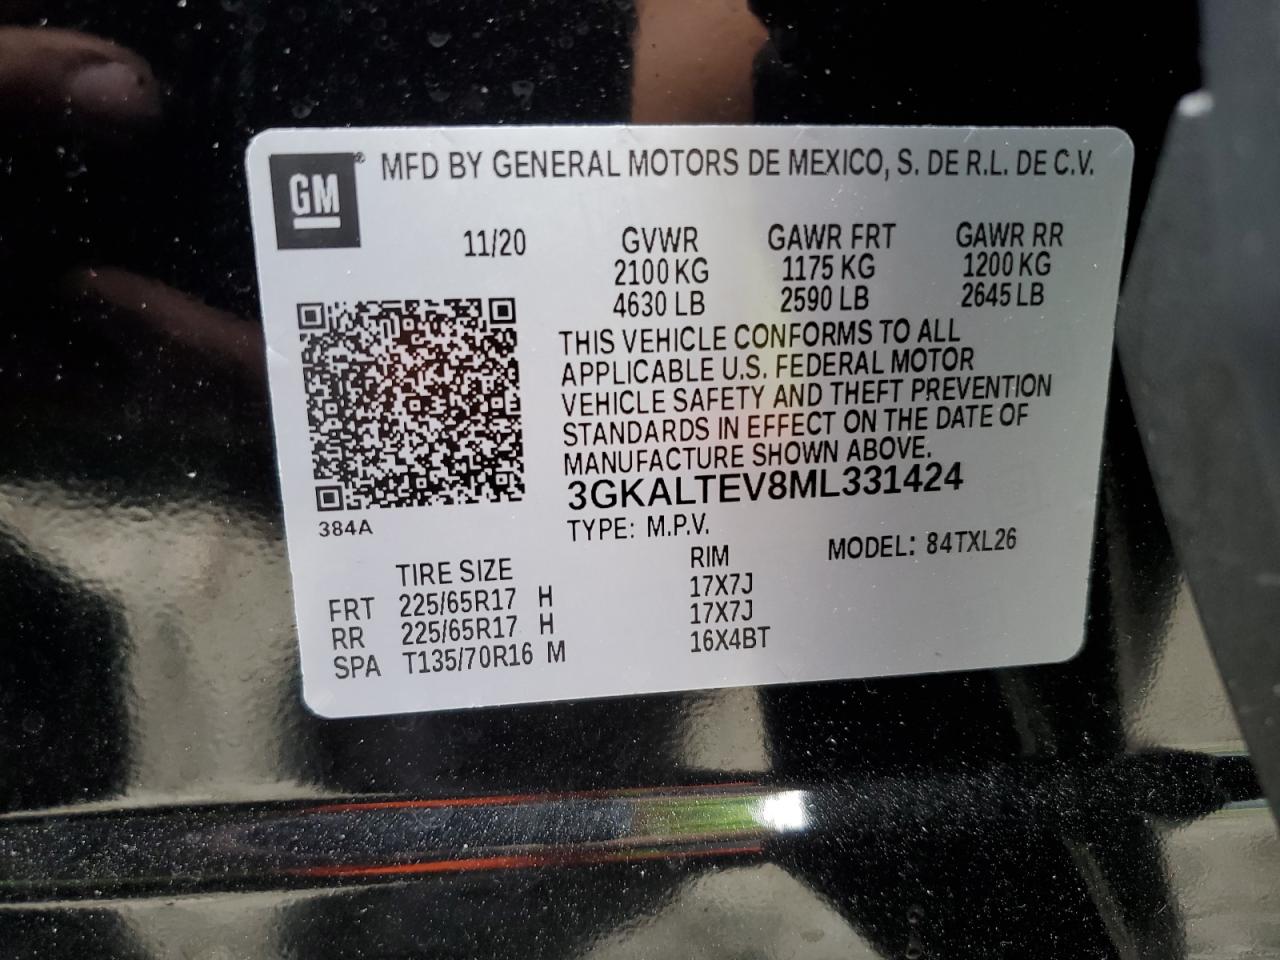 GM® MFD BY GENERAL MOTORS DE MEXICO, S. DE R.L. DE C.V.
11/20 GVWR GAWR FRT GAWR RR
2100 KG 1175 KG 1200 KG
4630 LB 2590 LB 2645 LB
THIS VEHICLE CONFORMS TO ALL
APPLICABLE U.S. FEDERAL MOTOR
VEHICLE SAFETY AND THEFT PREVENTION
STANDARDS IN EFFECT ON THE DATE OF
MANUFACTURE SHOWN ABOVE.
3GKALTEV8ML331424
384A
TYPE: M.P.V. MODEL: 84TXL26
TIRE SIZE RIM
FRT 225/65R17 H 17X7J
RR 225/65R17 H 17X7J
SPA T135/70R16 M 16X4BT